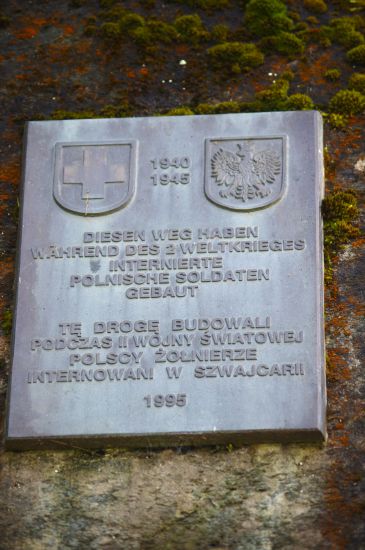 1940
1945
DIESEN WEG HABEN
WÄHREND DES 2. WELTKRIEGES
INTERNIERTE
POLNISCHE SOLDATEN
GEBAUT
TĘ DROGĘ BUDOWALI
PODCZAS II WOJNY ŚWIATOWEJ
POLSCY ŻOŁNIERZE
INTERNOWANI W SZWAJCARII
1995